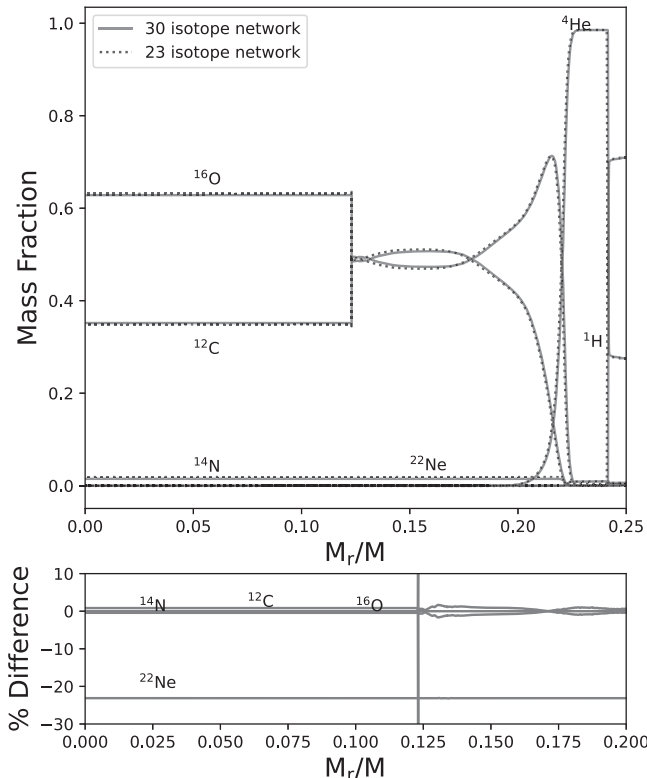 30 isotope network
23 isotope network
⁴He
1.0
0.8
0.6
0.4
0.2
0.0
Mass Fraction
¹⁶O
¹²C
¹H
¹⁴N
²²Ne
0.00
0.05
0.10
0.15
0.20
0.25
Mᵣ/M
10
0
−10
−20
−30
% Difference
¹⁴N
¹²C
¹⁶O
²²Ne
0.000
0.025
0.050
0.075
0.100
0.125
0.150
0.175
0.200
Mᵣ/M